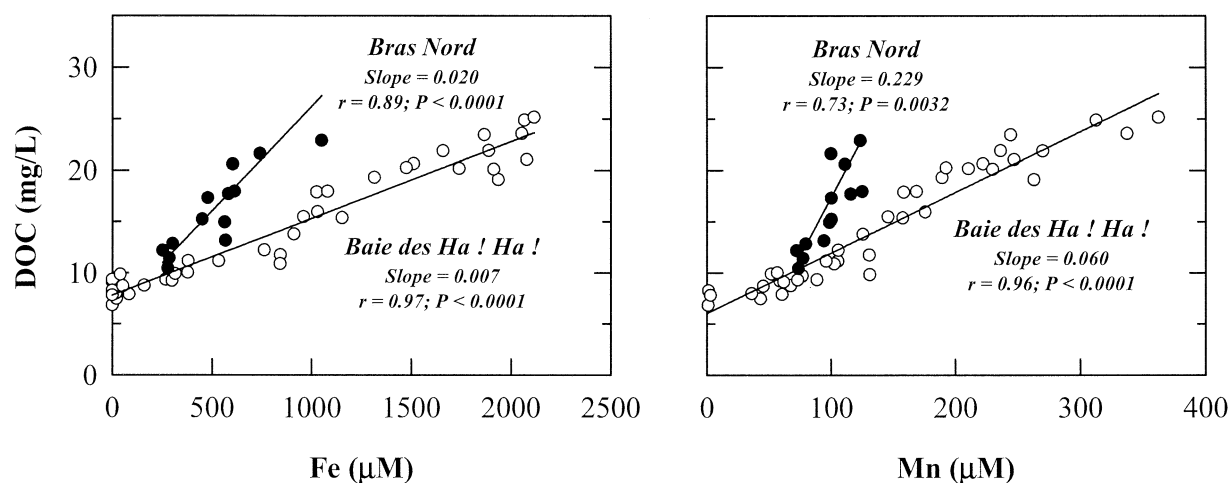 DOC (mg/L)
30
20
10
0
Bras Nord
Slope = 0.020
r = 0.89; P < 0.0001
Baie des Ha ! Ha !
Slope = 0.007
r = 0.97; P < 0.0001
0 500 1000 1500 2000 2500
Fe (μM)
Bras Nord
Slope = 0.229
r = 0.73; P = 0.0032
Baie des Ha ! Ha !
Slope = 0.060
r = 0.96; P < 0.0001
0 100 200 300 400
Mn (μM)